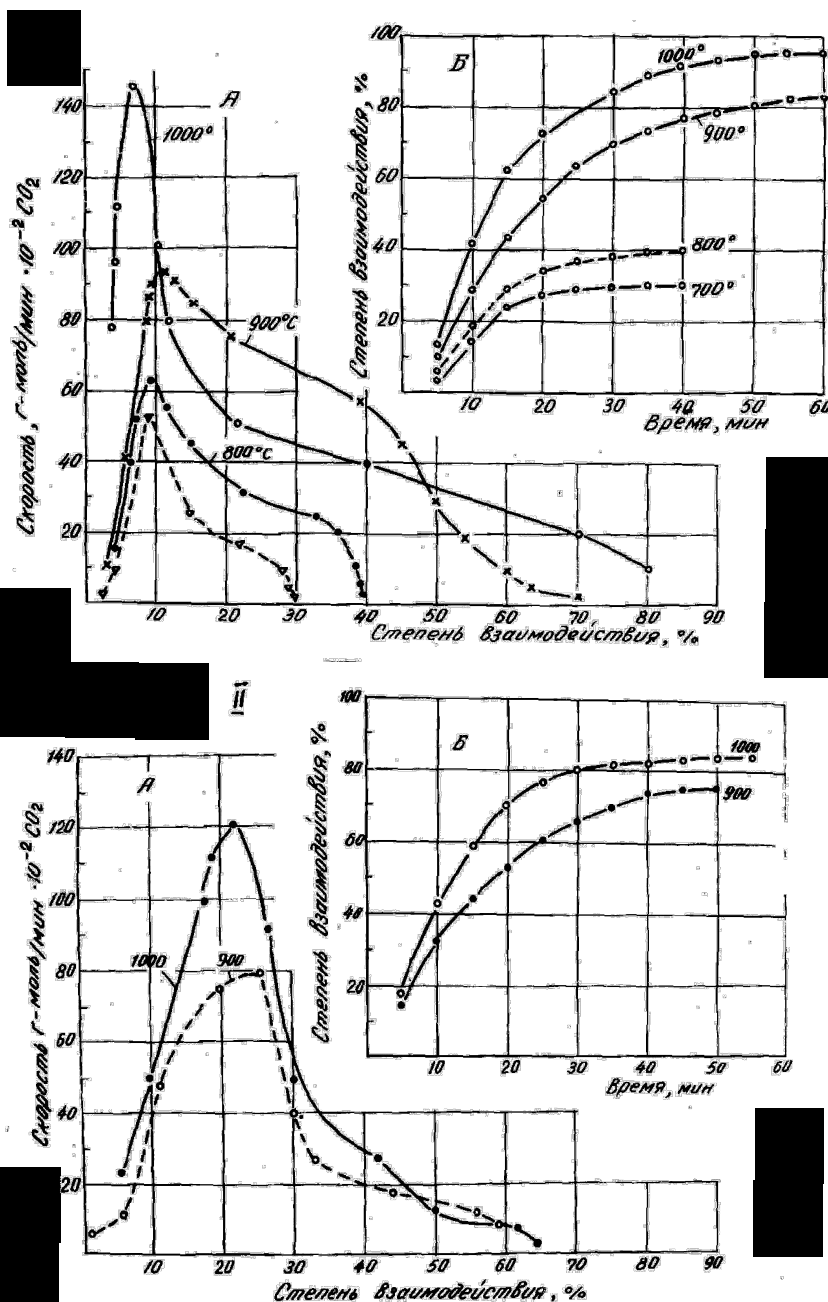 А
Скорость, г-моль/мин · 10⁻² CO₂
140
120
100
80
60
40
20
1000°
900°C
800°C
10 20 30 40 50 60 70 80 90
Степень взаимодействия, %
Б
Степень взаимодействия, %
100
80
60
40
20
1000°
900°
800°
700°
10 20 30 40 50 60
Время, мин
II
А
Скорость г-моль/мин · 10⁻² CO₂
140
120
100
80
60
40
20
1000
900
10 20 30 40 50 60 70 80 90
Степень взаимодействия, %
Б
Степень взаимодействия, %
100
80
60
40
20
1000
900
10 20 30 40 50 60
Время, мин